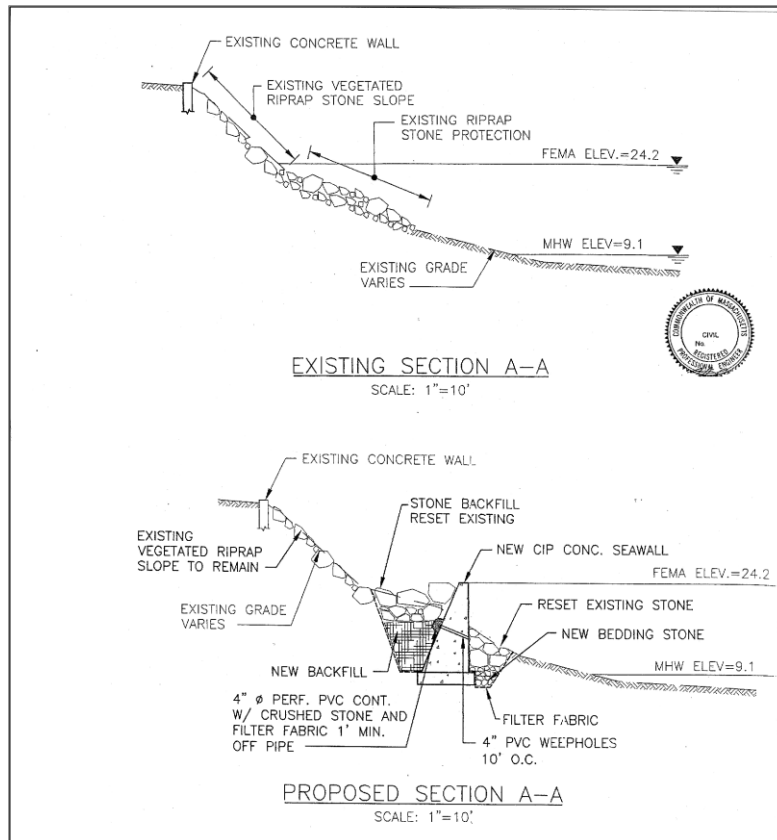 EXISTING CONCRETE WALL
EXISTING VEGETATED
RIPRAP STONE SLOPE
EXISTING RIPRAP
STONE PROTECTION
FEMA ELEV.=24.2
MHW ELEV=9.1
EXISTING GRADE
VARIES
COMMONWEALTH OF MASSACHUSETTS
CIVIL
No.
REGISTERED
PROFESSIONAL ENGINEER
EXISTING SECTION A-A
SCALE: 1"=10'
EXISTING CONCRETE WALL
STONE BACKFILL
RESET EXISTING
EXISTING
VEGETATED RIPRAP
SLOPE TO REMAIN
NEW CIP CONC. SEAWALL
FEMA ELEV.=24.2
EXISTING GRADE
VARIES
RESET EXISTING STONE
NEW BEDDING STONE
MHW ELEV=9.1
NEW BACKFILL
4" ø PERF. PVC CONT.
W/ CRUSHED STONE AND
FILTER FABRIC 1' MIN.
OFF PIPE
FILTER FABRIC
4" PVC WEEPHOLES
10' O.C.
PROPOSED SECTION A-A
SCALE: 1"=10'